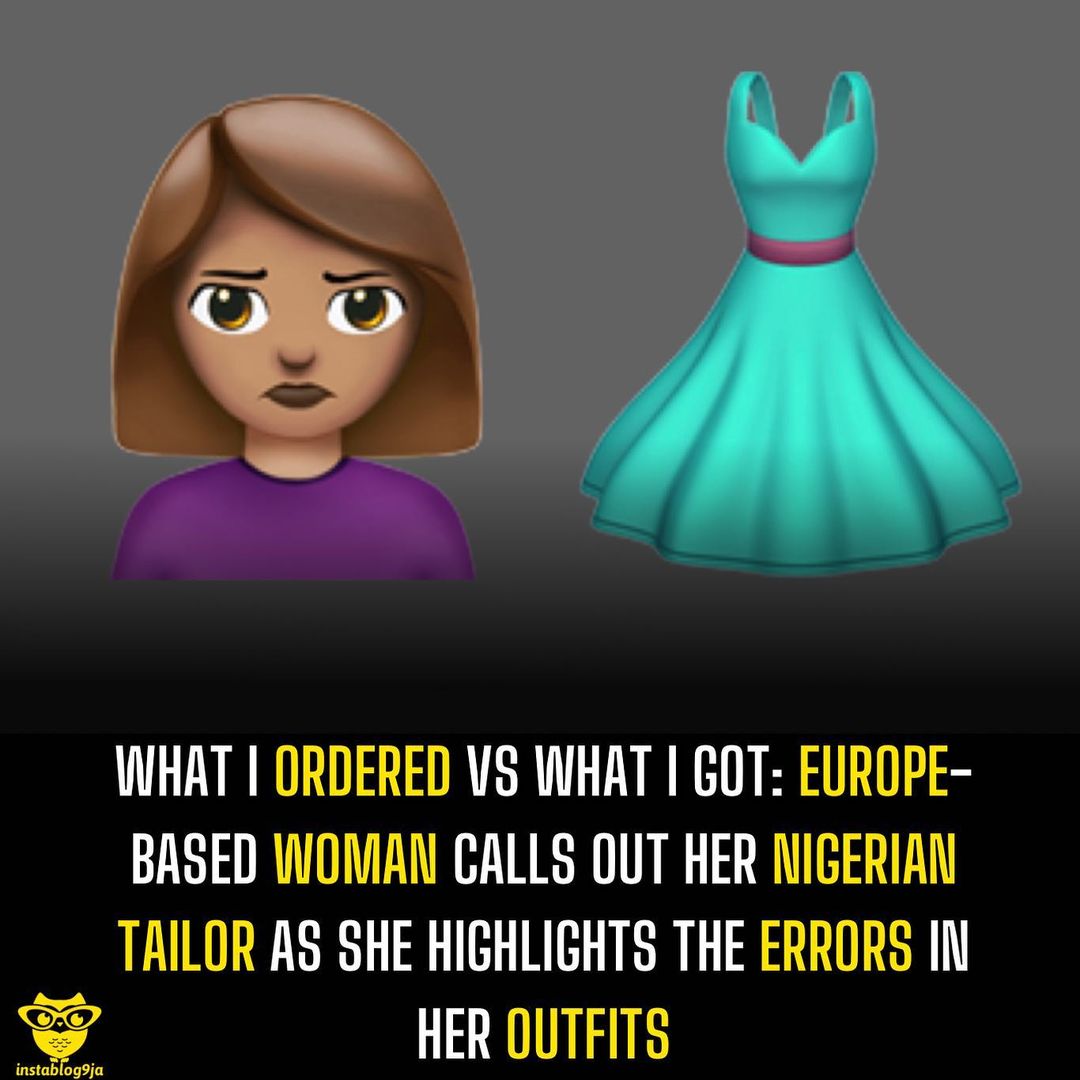 WHAT I ORDERED VS WHAT I GOT: EUROPE-
BASED WOMAN CALLS OUT HER NIGERIAN
TAILOR AS SHE HIGHLIGHTS THE ERRORS IN
HER OUTFITS
instablog9ja